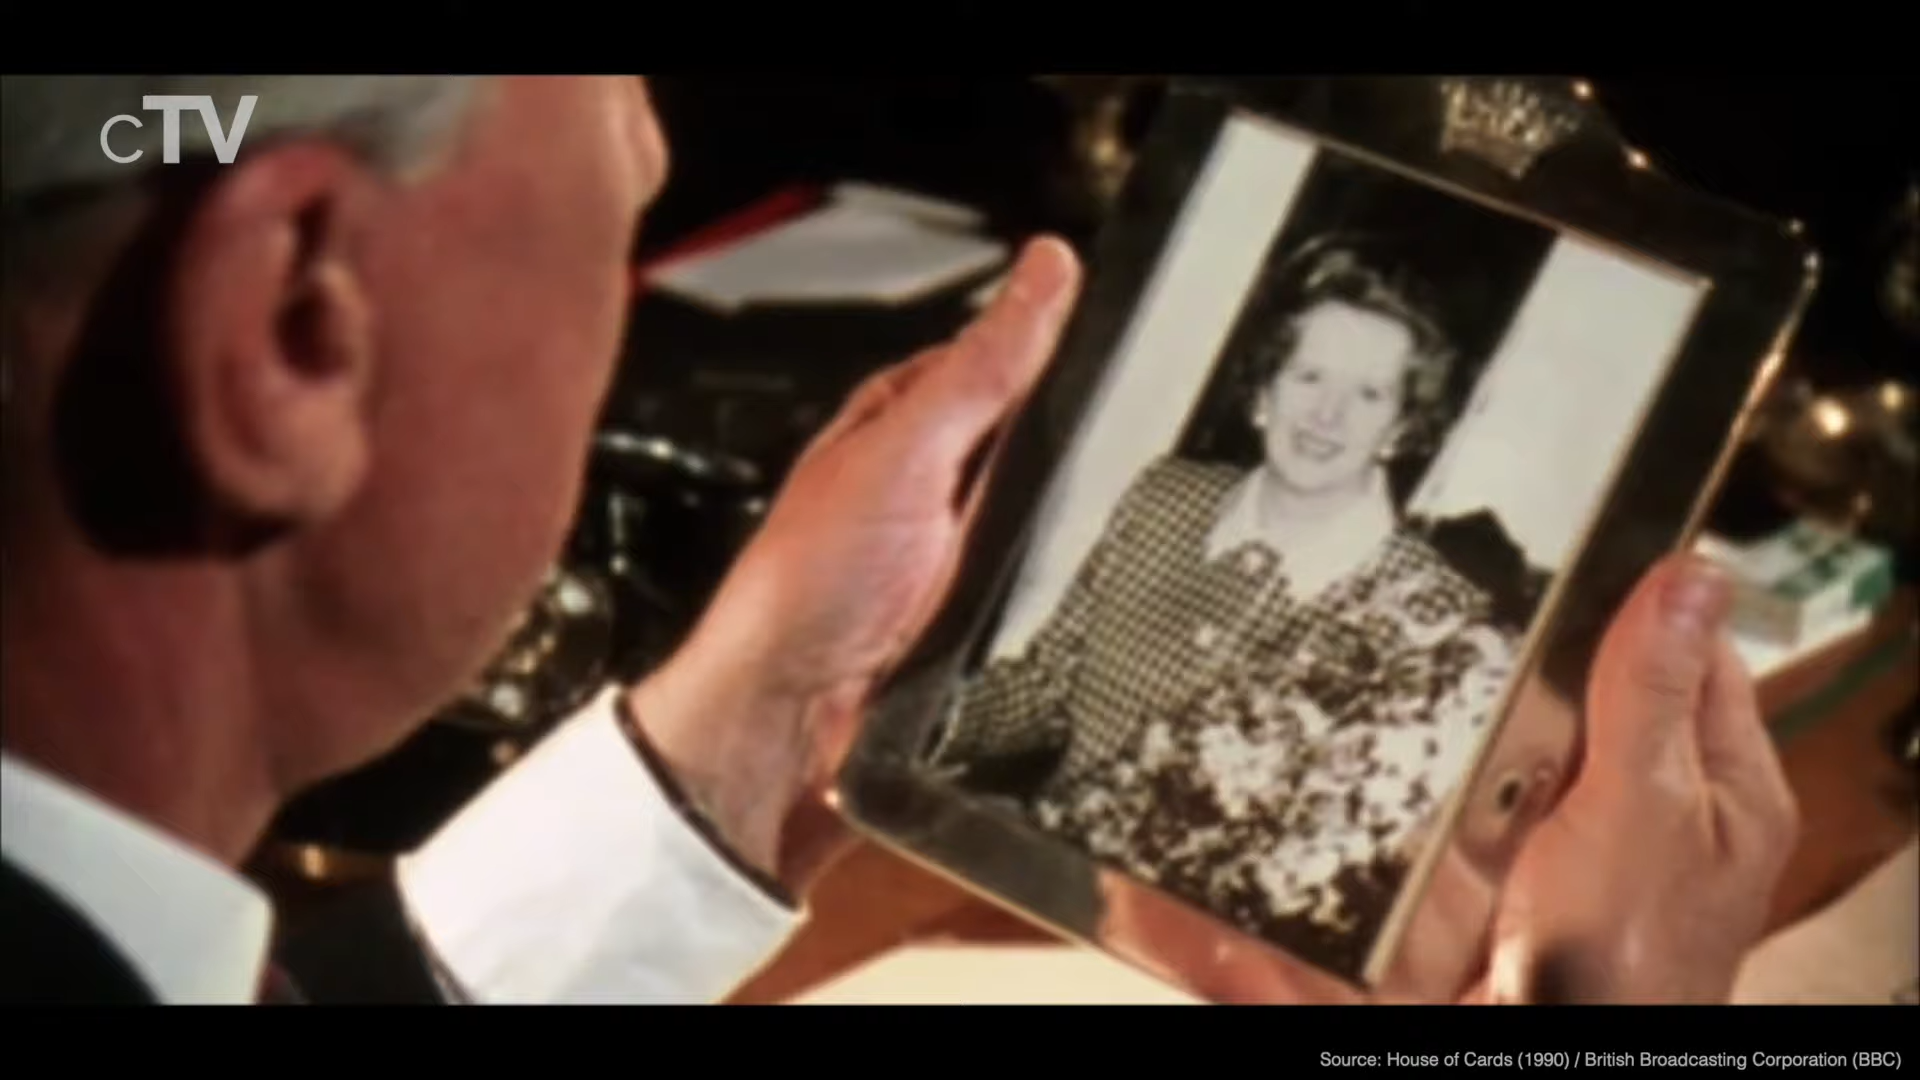 cTV
Source: House of Cards (1990) / British Broadcasting Corporation (BBC)